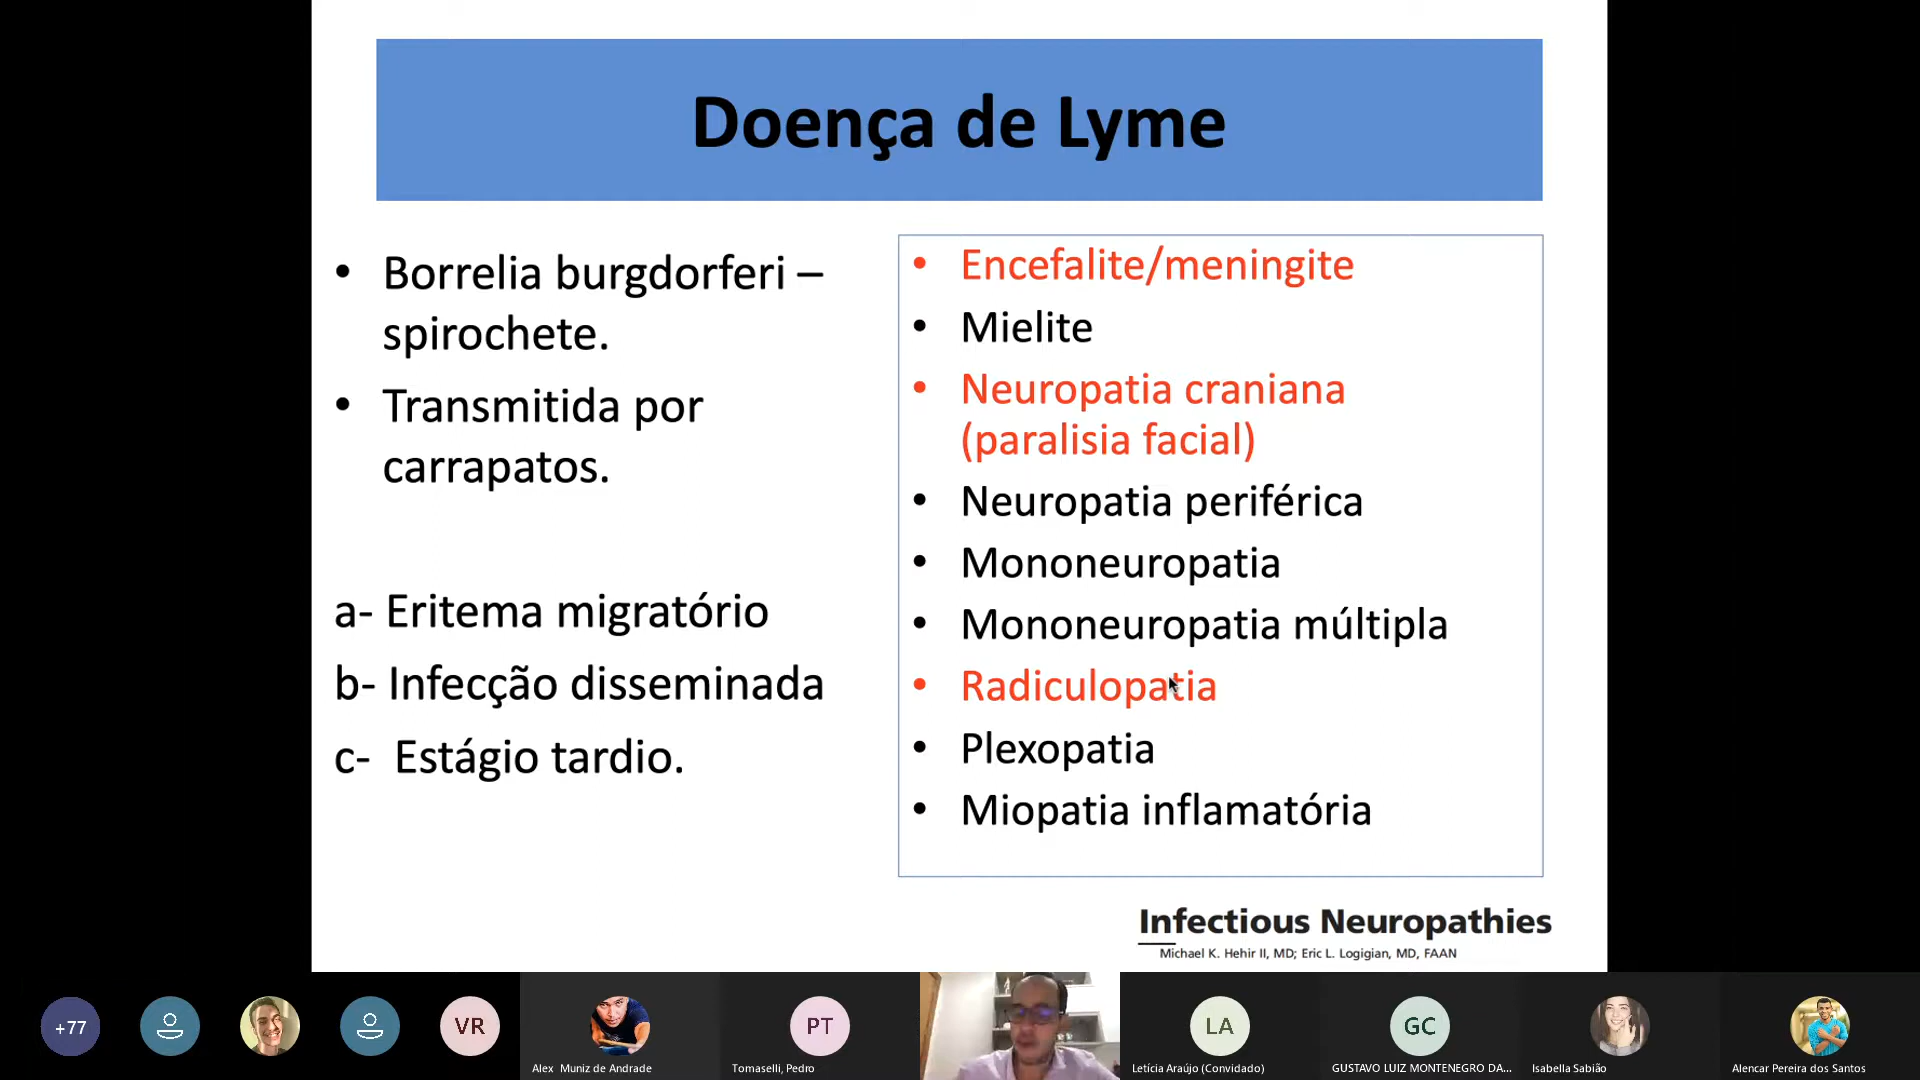 Doença de Lyme
• Borrelia burgdorferi –
spirochete.
• Transmitida por
carrapatos.
a- Eritema migratório
b- Infecção disseminada
c- Estágio tardio.
• Encefalite/meningite
• Mielite
• Neuropatia craniana
(paralisia facial)
• Neuropatia periférica
• Mononeuropatia
• Mononeuropatia múltipla
• Radiculopatia
• Plexopatia
• Miopatia inflamatória
Infectious Neuropathies
Michael K. Hehir II, MD; Eric L. Logigian, MD, FAAN
+77
VR
Alex Muniz de Andrade
PT
Tomaselli, Pedro
LA
Letícia Araújo (Convidado)
GC
GUSTAVO LUIZ MONTENEGRO DA...
Isabella Sabião
Alencar Pereira dos Santos